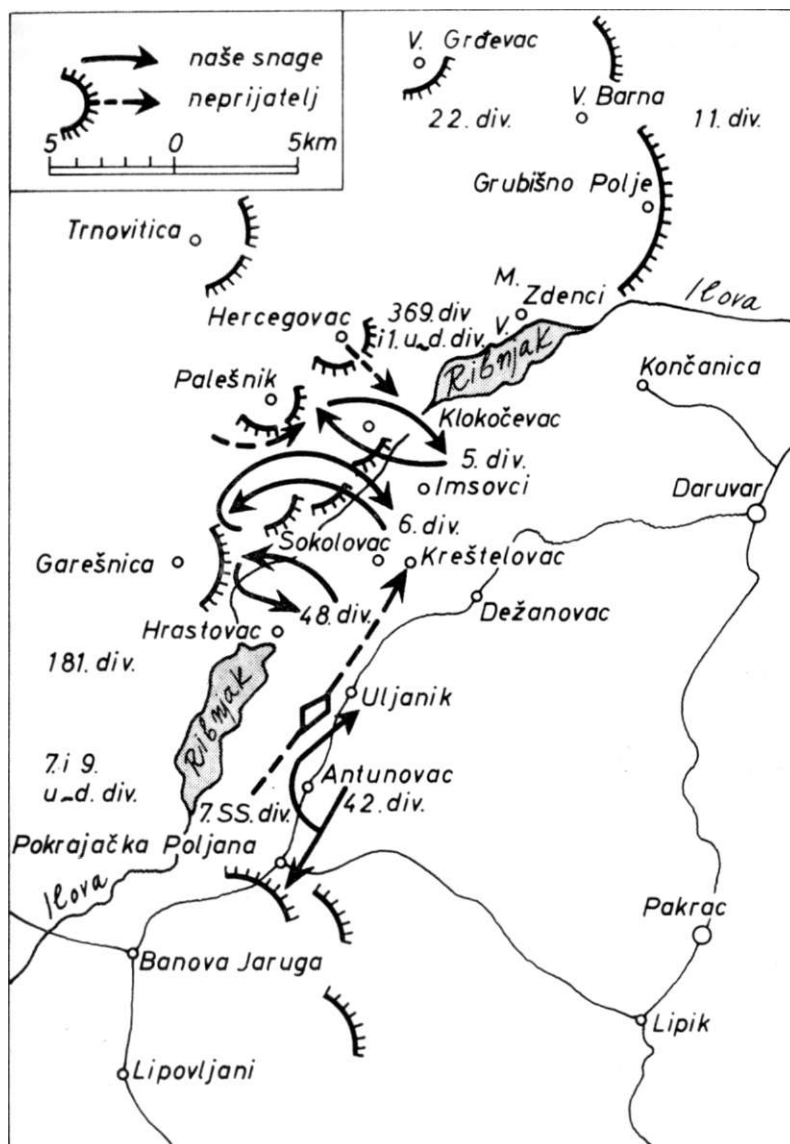 naše snage
neprijatelj
5 0 5km
V. Grđevac
V. Barna
22. div.
11. div.
Grubišno Polje
Trnovitica
M.
Zdenci
V.
Ilova
Hercegovac
369. div
i 1. u-d. div.
Ribnjak
Končanica
Palešnik
Klokočevac
5. div.
Imsovci
Daruvar
6. div.
Sokolovac
Kreštelovac
Garešnica
Dežanovac
48. div.
Hrastovac
181. div.
Ribnjak
Uljanik
7. i 9.
u-d. div.
Antunovac
7. SS. div.
42. div.
Pokrajačka Poljana
Ilova
Pakrac
Banova Jaruga
Lipik
Lipovljani